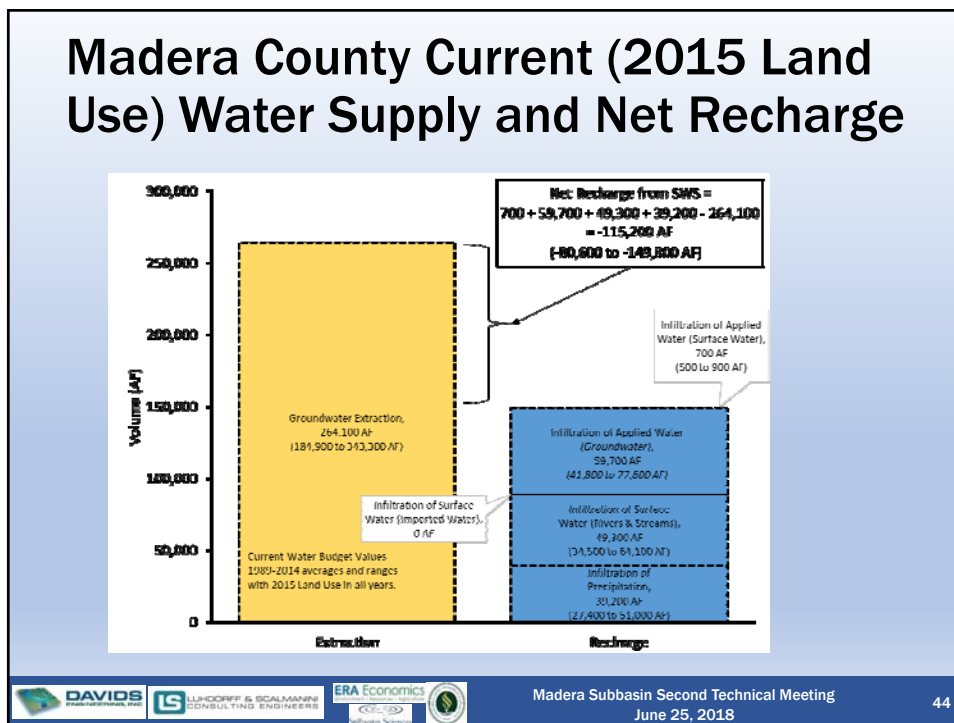 Madera County Current (2015 Land
Use) Water Supply and Net Recharge
300,000
250,000
200,000
150,000
100,000
50,000
0
Volume (AF)
Net Recharge from SWS =
700 + 59,700 + 49,300 + 39,200 - 264,100
= -115,200 AF
(-80,600 to -149,800 AF)
Infiltration of Applied
Water (Surface Water),
700 AF
(500 to 900 AF)
Groundwater Extraction,
264,100 AF
(184,900 to 343,300 AF)
Infiltration of Applied Water
(Groundwater),
59,700 AF
(41,800 to 77,600 AF)
Infiltration of Surface
Water (Imported Water),
0 AF
Infiltration of Surface
Water (Rivers & Streams),
49,300 AF
(34,500 to 64,100 AF)
Current Water Budget Values
1989-2014 averages and ranges
with 2015 Land Use in all years.
Infiltration of
Precipitation,
39,200 AF
(27,400 to 51,000 AF)
Extraction
Recharge
DAVIDS
ENGINEERING, INC
LS
LUHDORFF & SCALMANINI
CONSULTING ENGINEERS
ERA Economics
Stillwater Sciences
Madera Subbasin Second Technical Meeting
June 25, 2018
44